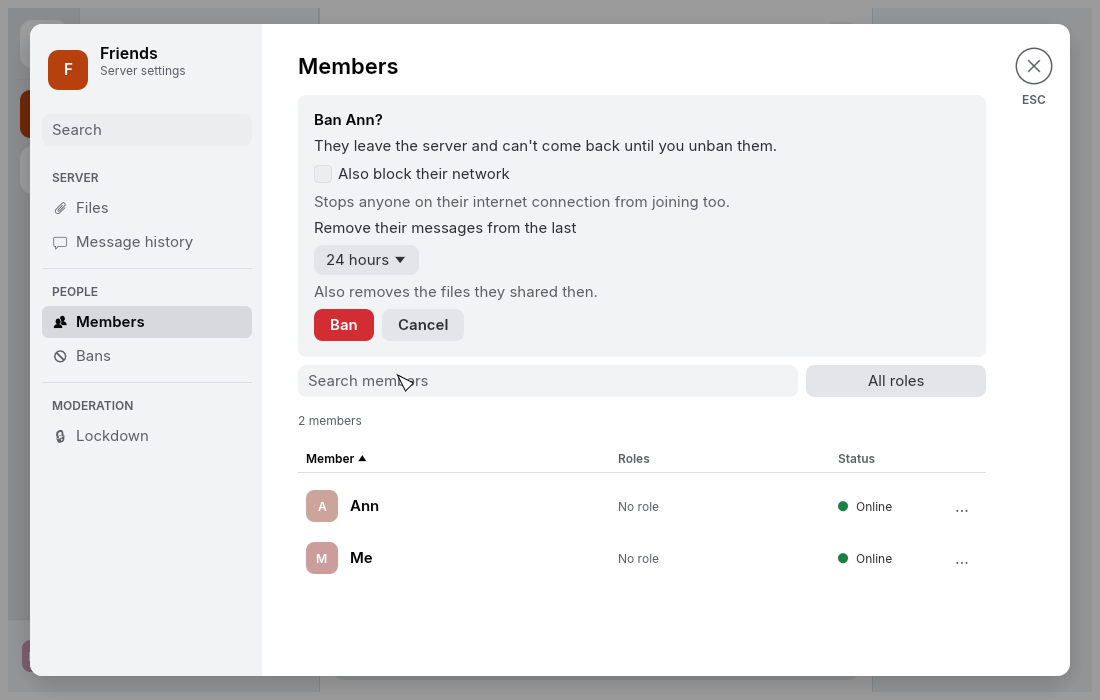 F
Friends
Server settings
Search
SERVER
Files
Message history
PEOPLE
Members
Bans
MODERATION
Lockdown
Members
ESC
Ban Ann?
They leave the server and can't come back until you unban them.
Also block their network
Stops anyone on their internet connection from joining too.
Remove their messages from the last
24 hours
Also removes the files they shared then.
Ban Cancel
Search members All roles
2 members
Member Roles Status
A Ann No role Online ...
M Me No role Online ...